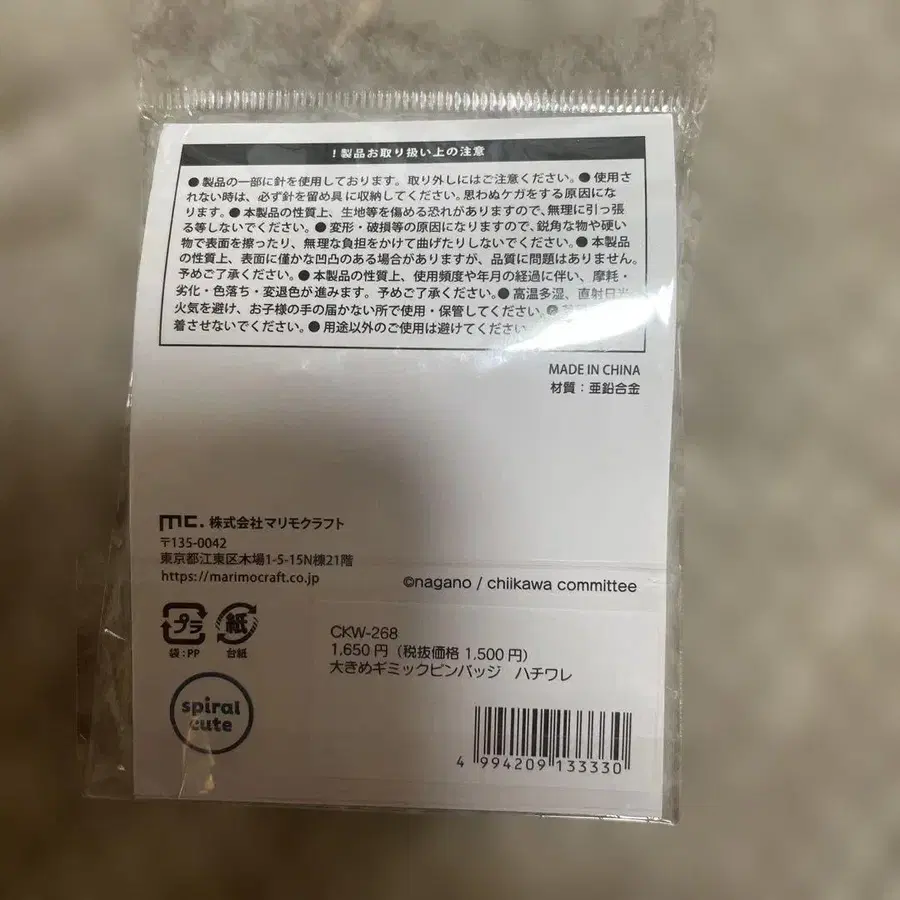 ！製品お取り扱い上の注意
●製品の一部に針を使用しております。取り外しにはご注意ください。●使用さ
れない時は、必ず針を留め具に収納してください。思わぬケガをする原因にな
ります。●本製品の性質上、生地等を傷める恐れがありますので、無理に引っ張
る等しないでください。●変形・破損等の原因になりますので、鋭角な物や硬い
物で表面を擦ったり、無理な負担をかけて曲げたりしないでください。●本製品
の性質上、表面に僅かな凹凸のある場合がありますが、品質に問題はありません。
予めご了承ください。●本製品の性質上、使用頻度や年月の経過に伴い、摩耗・
劣化・色落ち・変退色が進みます。予めご了承ください。●高温多湿、直射日光
火気を避け、お子様の手の届かない所で使用・保管してください。●
着させないでください。●用途以外のご使用は避けてください
MADE IN CHINA
材質：亜鉛合金
mc. 株式会社マリモクラフト
〒135-0042
東京都江東区木場1-5-15N棟21階
https://marimocraft.co.jp
©nagano / chiikawa committee
プラ
紙
袋：PP
台紙
CKW-268
1,650円（税抜価格 1,500円）
大きめギミックピンバッジ ハチワレ
spiral
cute
4 994209 133330